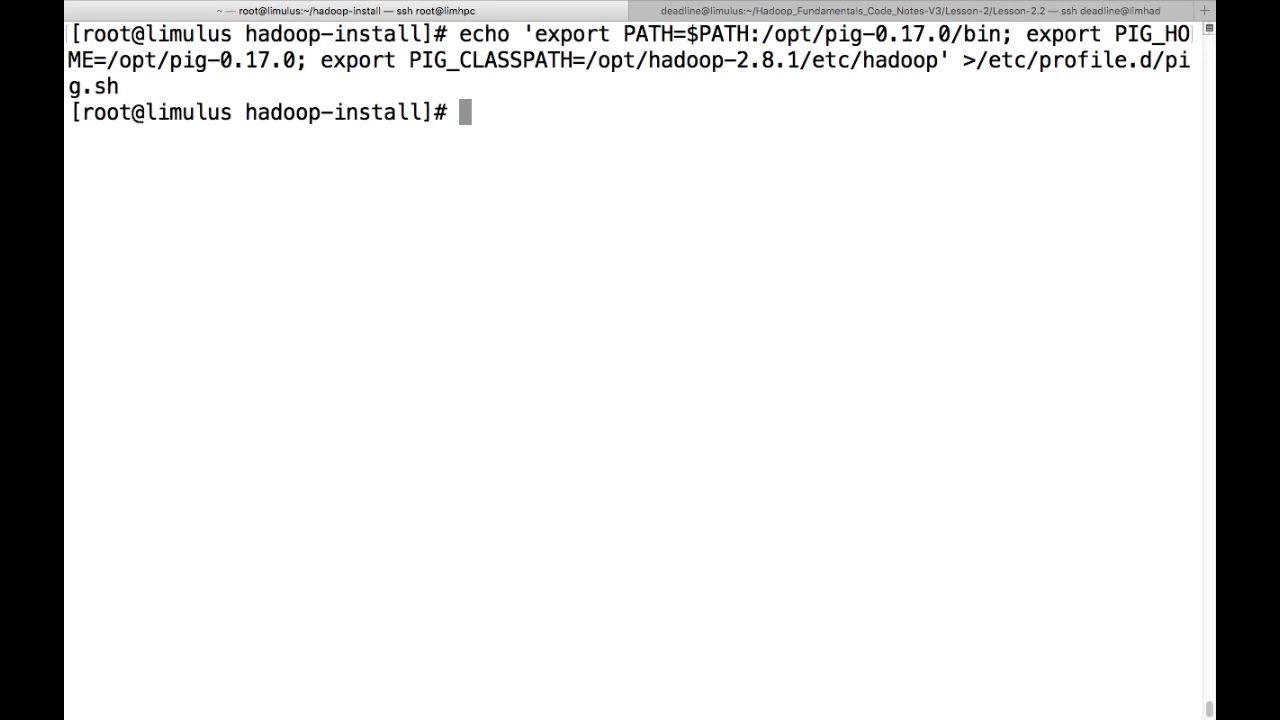 ~ — root@limulus:~/hadoop-install — ssh root@limhpc
deadline@limulus:~/Hadoop_Fundamentals_Code_Notes-V3/Lesson-2/Lesson-2.2 — ssh deadline@limhad
[root@limulus hadoop-install]# echo 'export PATH=$PATH:/opt/pig-0.17.0/bin; export PIG_HO
ME=/opt/pig-0.17.0; export PIG_CLASSPATH=/opt/hadoop-2.8.1/etc/hadoop' >/etc/profile.d/pi
g.sh
[root@limulus hadoop-install]#